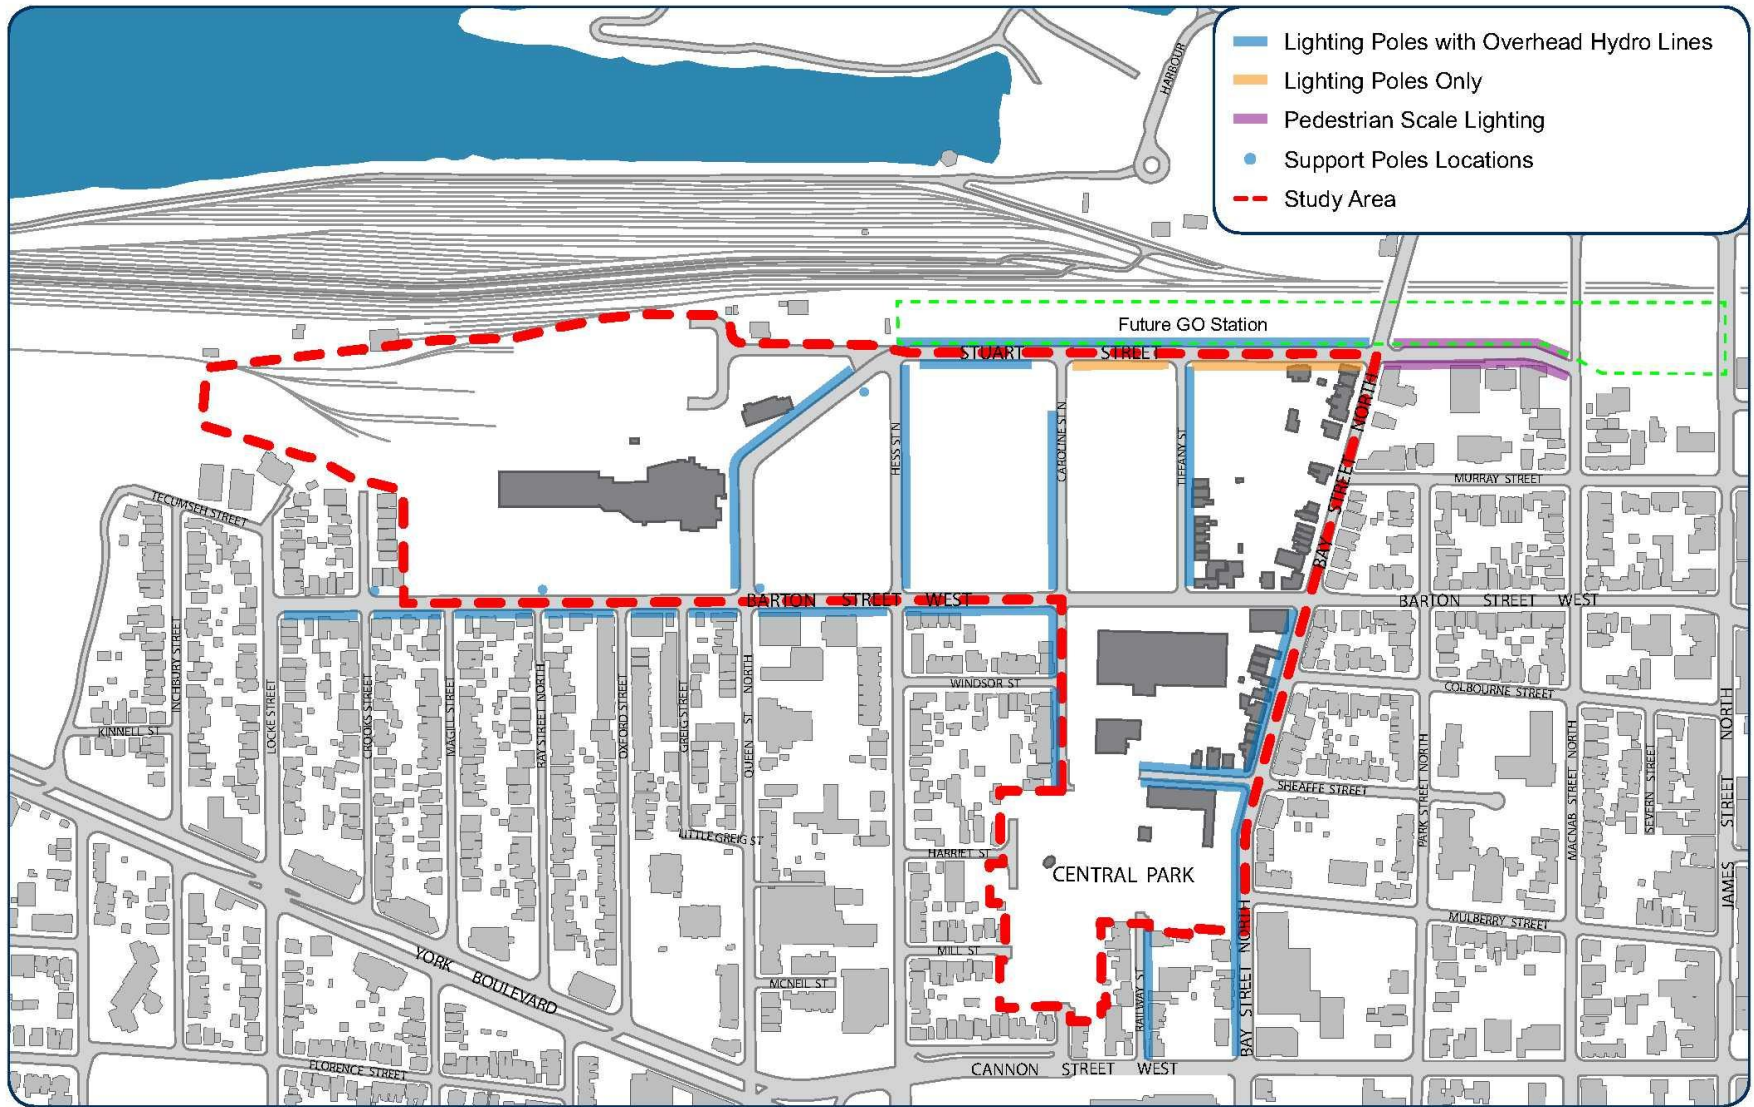 Lighting Poles with Overhead Hydro Lines
Lighting Poles Only
Pedestrian Scale Lighting
Support Poles Locations
Study Area
HARBOUR
Future GO Station
STUART STREET
HESS ST N
CAROLINE ST N
TIFFANY ST
BAY STREET NORTH
MURRAY STREET
TECUMSEH STREET
BARTON STREET WEST
BARTON STREET WEST
INCHBURY STREET
LOCKE STREET
CROOKS STREET
MAGILL STREET
RAY STREET NORTH
OXFORD STREET
GREIG STREET
QUEEN ST NORTH
WINDSOR ST
COLBOURNE STREET
KINNELL ST
SHEAFFE STREET
PARK STREET NORTH
MACNAB STREET NORTH
SEVERN STREET
JAMES STREET NORTH
LITTLE GREIG ST
HARRIET ST
CENTRAL PARK
MULBERRY STREET
MILL ST
YORK BOULEVARD
MCNEIL ST
RAILWAY ST
BAY STREET NORTH
FLORENCE STREET
CANNON STREET WEST